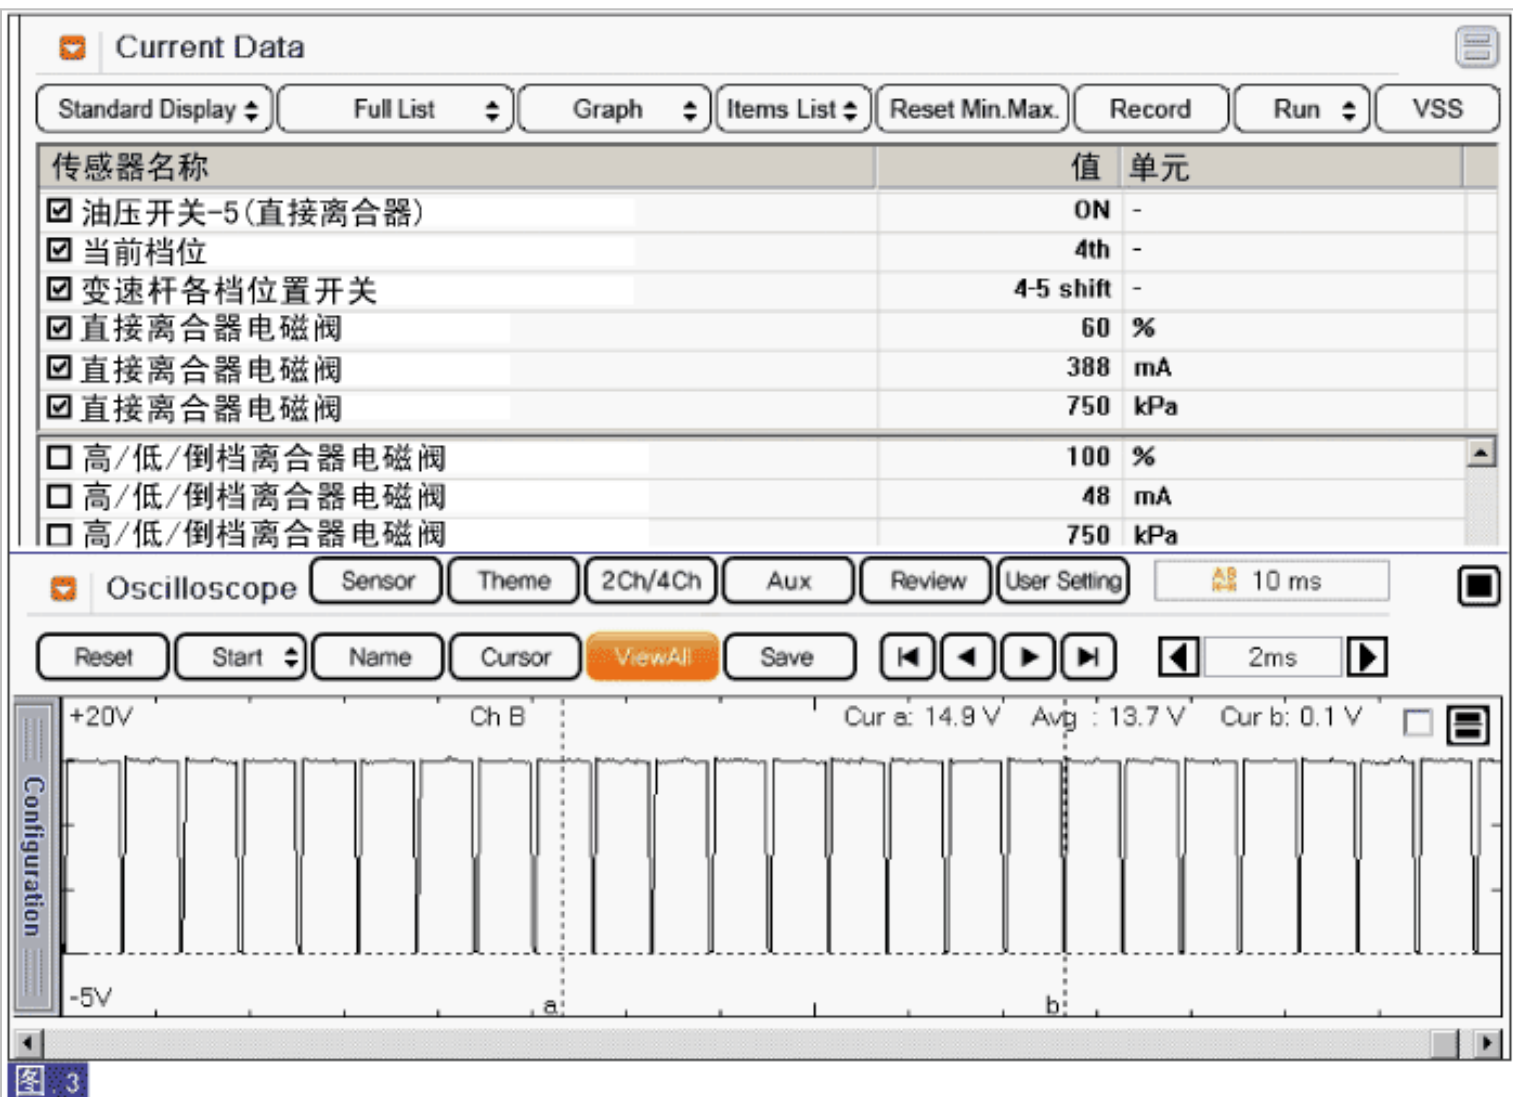 Current Data
Standard Display Full List Graph Items List Reset Min.Max. Record Run VSS
传感器名称 值 单元
油压开关-5(直接离合器) ON -
当前档位 4th -
变速杆各档位置开关 4-5 shift -
直接离合器电磁阀 60 %
直接离合器电磁阀 388 mA
直接离合器电磁阀 750 kPa
高/低/倒档离合器电磁阀 100 %
高/低/倒档离合器电磁阀 48 mA
高/低/倒档离合器电磁阀 750 kPa
Oscilloscope Sensor Theme 2Ch/4Ch Aux Review User Setting 10 ms
Reset Start Name Cursor ViewAll Save 2ms
+20V Ch B Cur a: 14.9 V Avg : 13.7 V Cur b: 0.1 V
Configuration
-5V a b
图.3